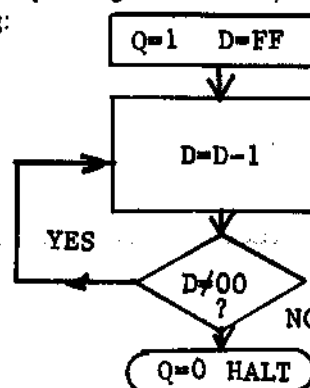 :
Q=1 D=FF
D=D-1
YES
D≠00
?
NO
Q=0 HALT